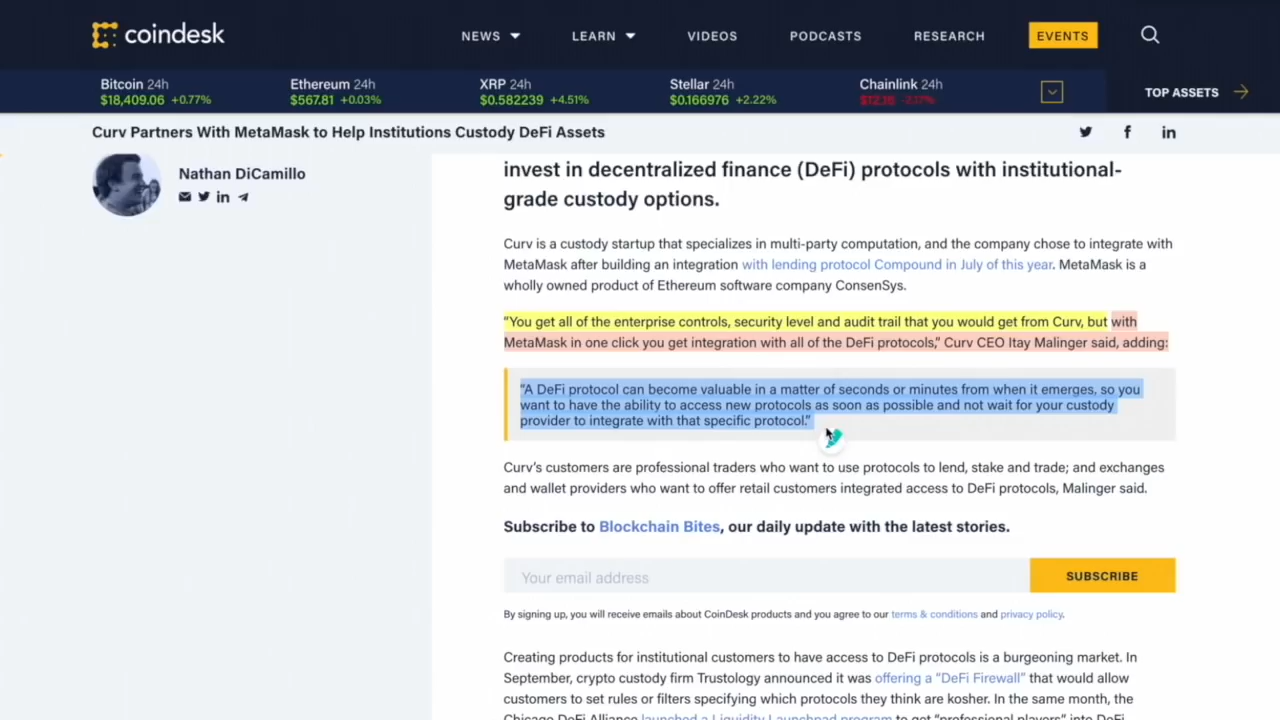 coindesk
NEWS LEARN VIDEOS PODCASTS RESEARCH EVENTS
Bitcoin 24h Ethereum 24h XRP 24h Stellar 24h Chainlink 24h
$18,409.06 +0.77% $567.81 +0.03% $0.582239 +4.51% $0.166976 +2.22%
TOP ASSETS
Curv Partners With MetaMask to Help Institutions Custody DeFi Assets
Nathan DiCamillo
invest in decentralized finance (DeFi) protocols with institutional-
grade custody options.
Curv is a custody startup that specializes in multi-party computation, and the company chose to integrate with
MetaMask after building an integration with lending protocol Compound in July of this year. MetaMask is a
wholly owned product of Ethereum software company ConsenSys.
“You get all of the enterprise controls, security level and audit trail that you would get from Curv, but with
MetaMask in one click you get integration with all of the DeFi protocols,” Curv CEO Itay Malinger said, adding:
“A DeFi protocol can become valuable in a matter of seconds or minutes from when it emerges, so you
want to have the ability to access new protocols as soon as possible and not wait for your custody
provider to integrate with that specific protocol.”
Curv’s customers are professional traders who want to use protocols to lend, stake and trade; and exchanges
and wallet providers who want to offer retail customers integrated access to DeFi protocols, Malinger said.
Subscribe to Blockchain Bites, our daily update with the latest stories.
Your email address
SUBSCRIBE
By signing up, you will receive emails about CoinDesk products and you agree to our terms & conditions and privacy policy.
Creating products for institutional customers to have access to DeFi protocols is a burgeoning market. In
September, crypto custody firm Trustology announced it was offering a “DeFi Firewall” that would allow
customers to set rules or filters specifying which protocols they think are kosher. In the same month, the
Chicago DeFi Alliance launched a Liquidity Launchpad program to get “professional players” into DeFi